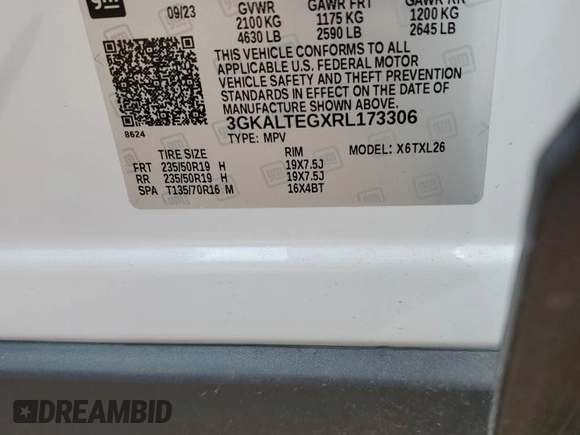 gm
09/23 GVWR GAWR FRT GAWR RR
2100 KG 1175 KG 1200 KG
4630 LB 2590 LB 2645 LB
THIS VEHICLE CONFORMS TO ALL
APPLICABLE U.S. FEDERAL MOTOR
VEHICLE SAFETY AND THEFT PREVENTION
STANDARDS IN EFFECT ON THE DATE OF
MANUFACTURE SHOWN ABOVE.
8624
3GKALTEGXRL173306
TYPE: MPV MODEL: X6TXL26
TIRE SIZE RIM
FRT 235/50R19 H 19X7.5J
RR 235/50R19 H 19X7.5J
SPA T135/70R16 M 16X4BT
DREAMBID